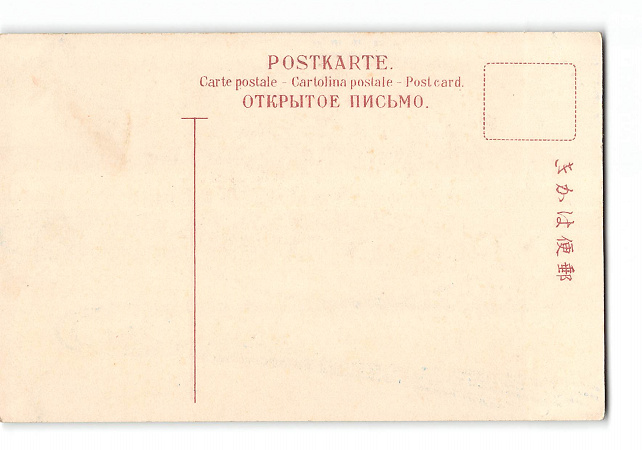 POSTKARTE.
Carte postale - Cartolina postale - Post card.
ОТКРЫТОЕ ПИСЬМО.
きかは便郵